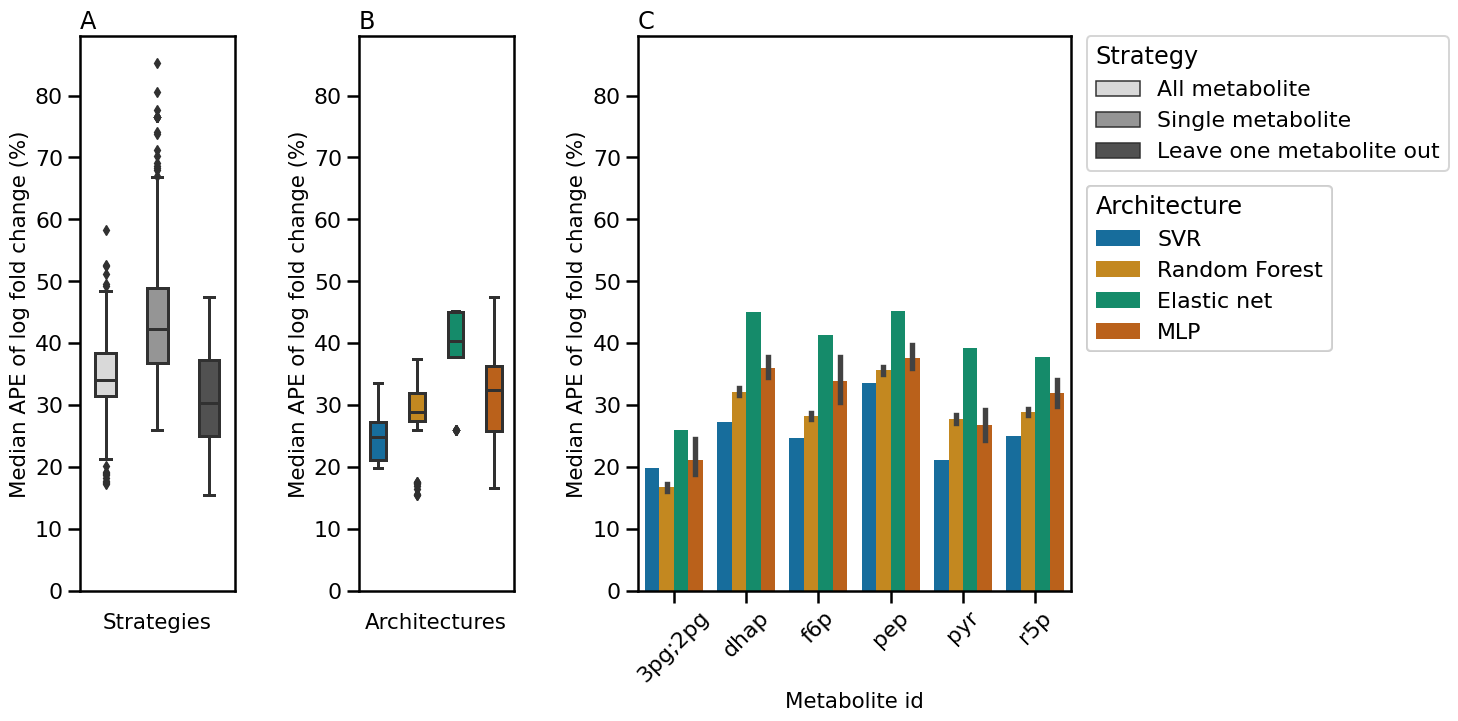 A
Median APE of log fold change (%)
80
70
60
50
40
30
20
10
0
Strategies
B
Median APE of log fold change (%)
80
70
60
50
40
30
20
10
0
Architectures
C
Median APE of log fold change (%)
80
70
60
50
40
30
20
10
0
3pg;2pg
dhap
f6p
pep
pyr
r5p
Metabolite id
Strategy
All metabolite
Single metabolite
Leave one metabolite out
Architecture
SVR
Random Forest
Elastic net
MLP